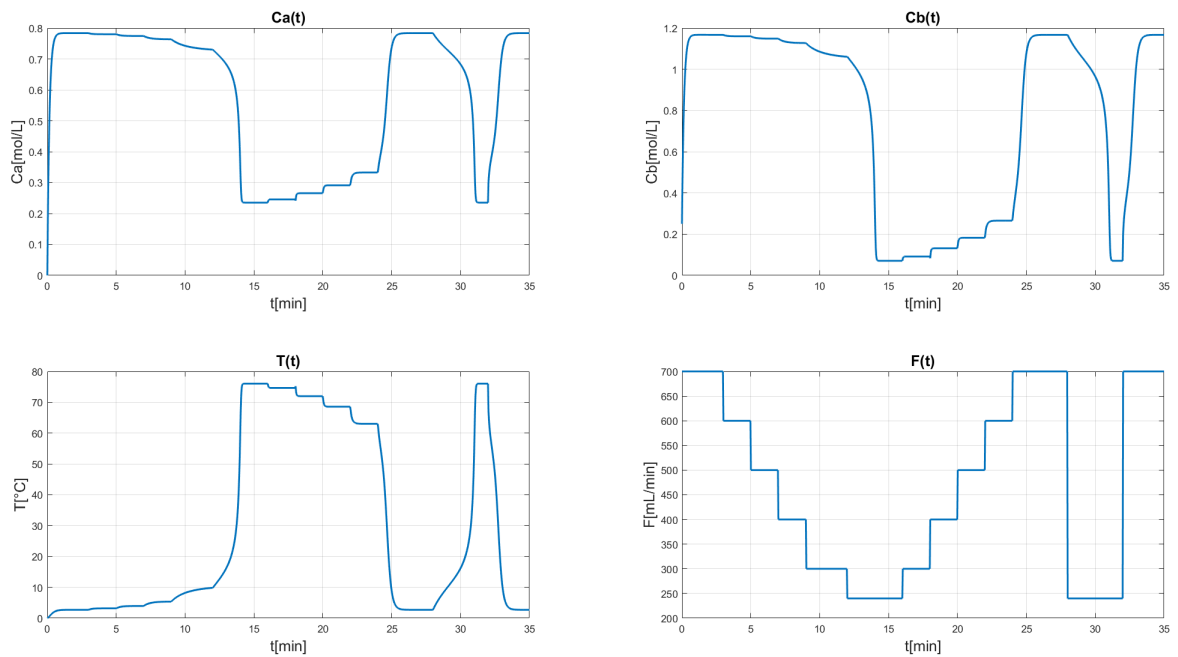 Ca(t)
Ca[mol/L]
0.8
0.7
0.6
0.5
0.4
0.3
0.2
0.1
0
0 5 10 15 20 25 30 35
t[min]
Cb(t)
Cb[mol/L]
1.2
1
0.8
0.6
0.4
0.2
0
0 5 10 15 20 25 30 35
t[min]
T(t)
T[°C]
80
70
60
50
40
30
20
10
0
0 5 10 15 20 25 30 35
t[min]
F(t)
F[mL/min]
700
650
600
550
500
450
400
350
300
250
200
0 5 10 15 20 25 30 35
t[min]